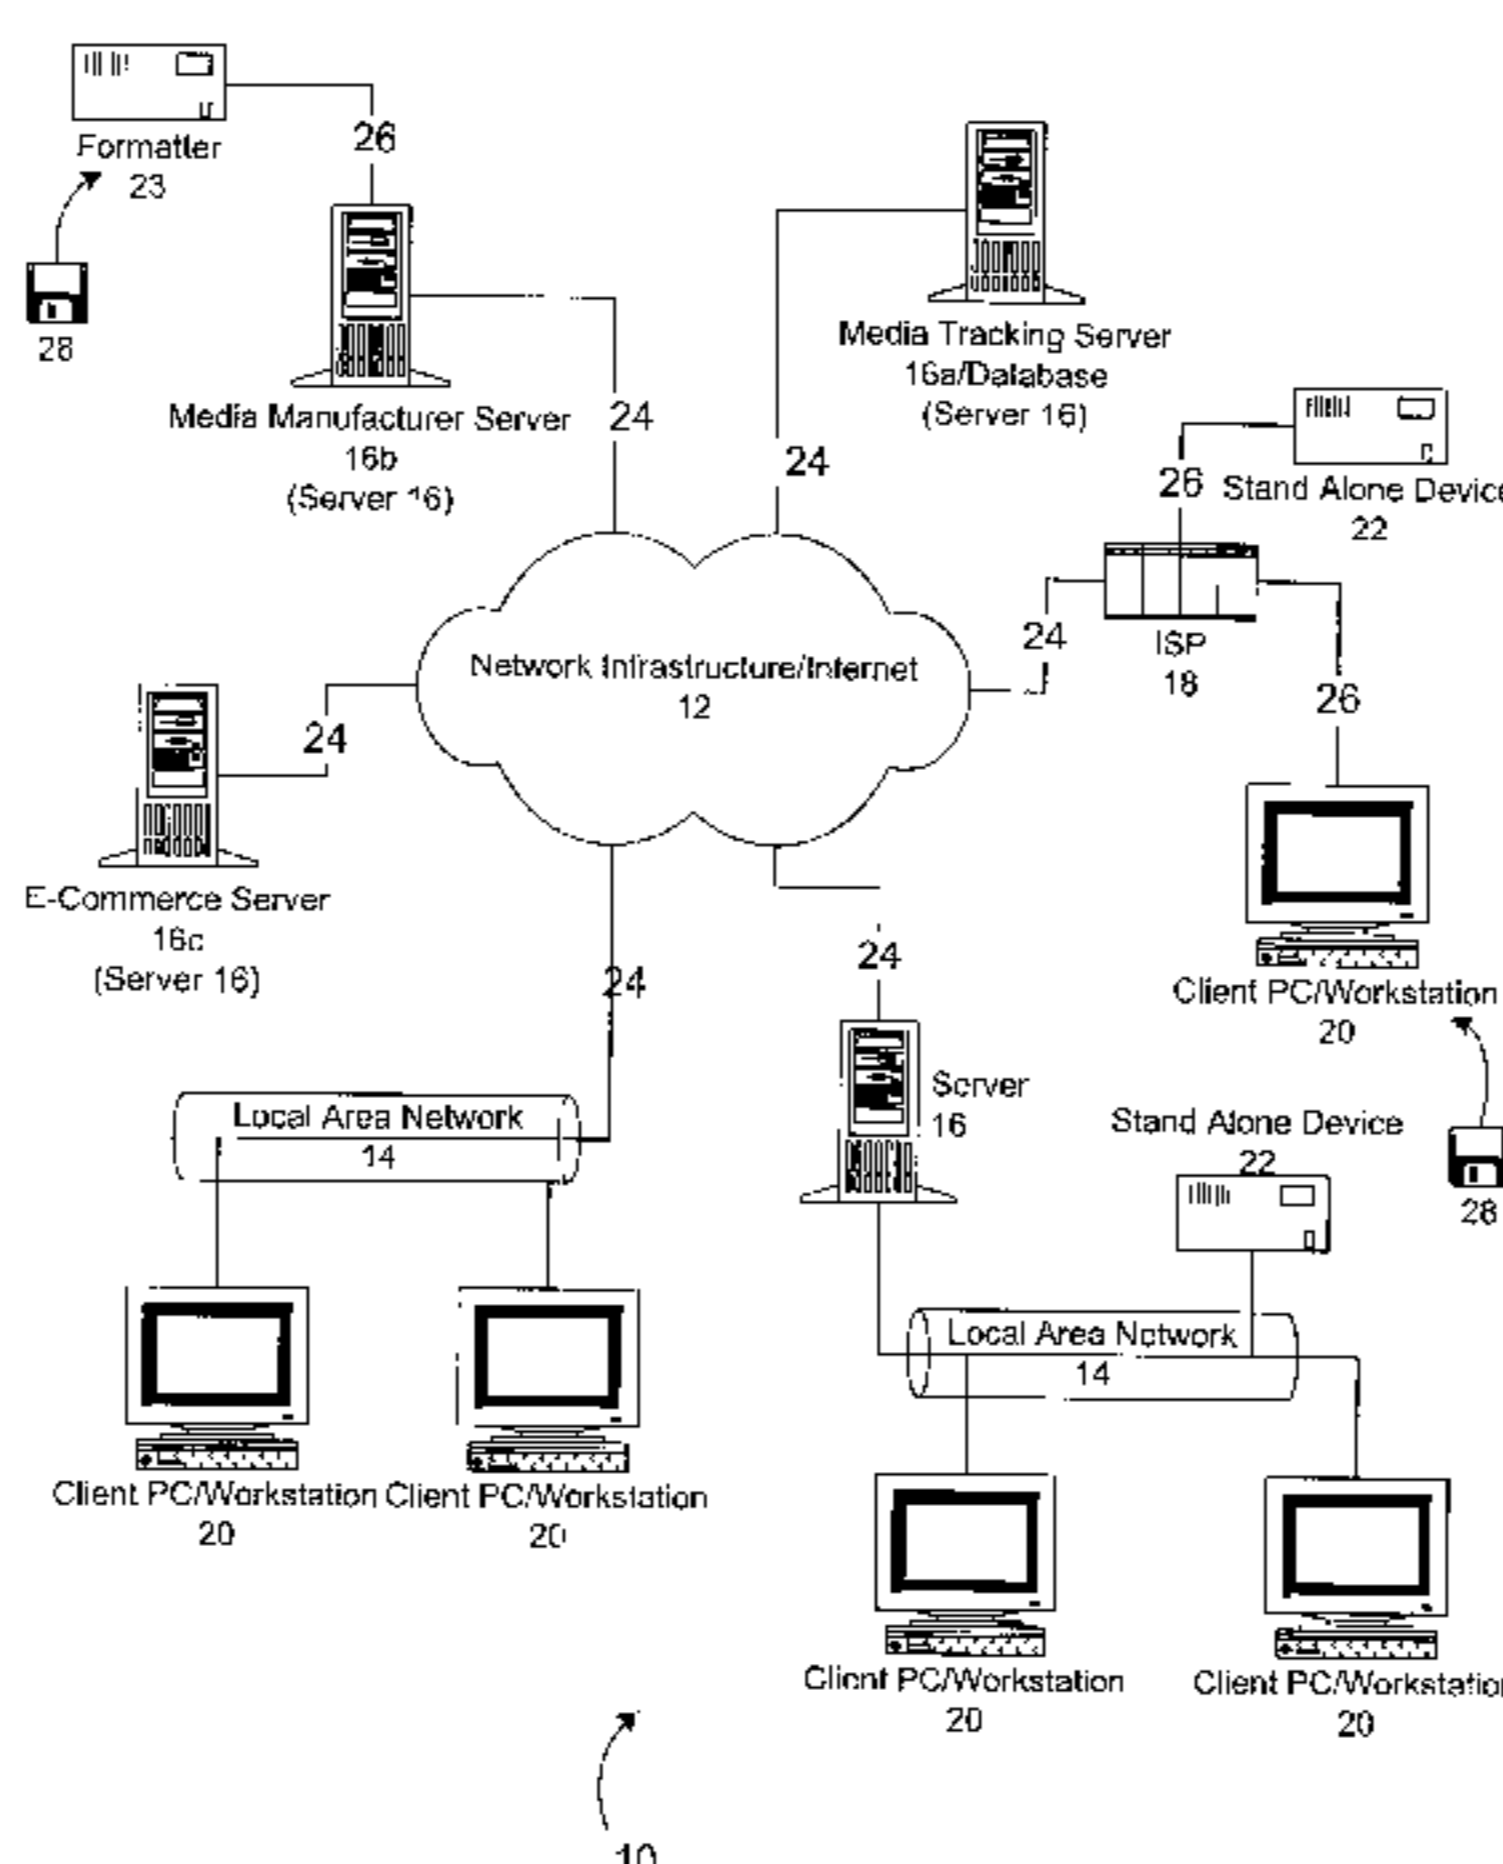 Formatter
23
26
28
Media Manufacturer Server
16b
(Server 16)
24
Media Tracking Server
16a/Database
(Server 16)
24
26
Stand Alone Device
22
ISP
18
24
26
Network Infrastructure/Internet
12
24
E-Commerce Server
16c
(Server 16)
24
24
Client PC/Workstation
20
Server
16
Stand Alone Device
22
28
Local Area Network
14
Local Area Network
14
Client PC/Workstation Client PC/Workstation
20 20
Client PC/Workstation Client PC/Workstation
20 20
10